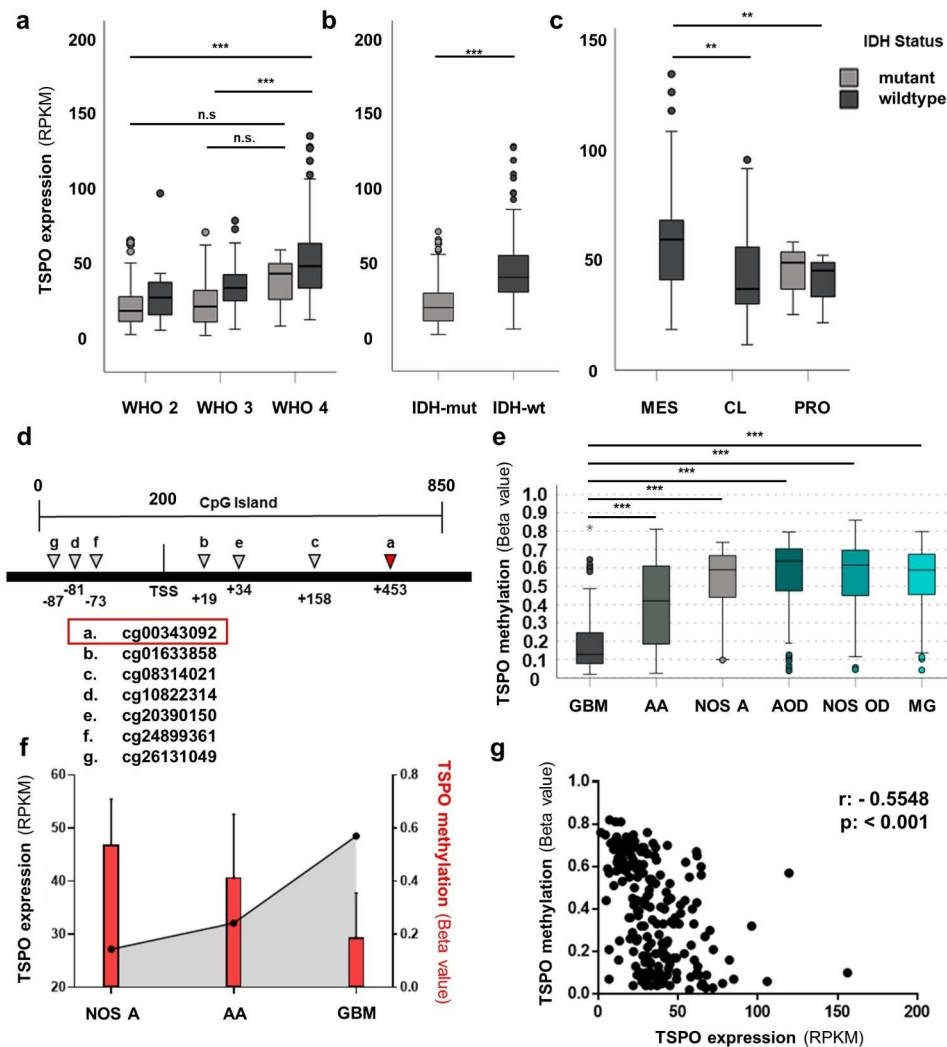 a
TSPO expression (RPKM)
200
150
100
50
0
***
***
n.s
n.s.
WHO 2 WHO 3 WHO 4
b
200
150
100
50
0
***
IDH-mut IDH-wt
c
150
100
50
0
**
**
MES CL PRO
IDH Status
mutant
wildtype
d
0 200 850
CpG Island
g d f b e c a
-87 -81 -73 TSS +19 +34 +158 +453
a. cg00343092
b. cg01633858
c. cg08314021
d. cg10822314
e. cg20390150
f. cg24899361
g. cg26131049
e
TSPO methylation (Beta value)
1.0
0.9
0.8
0.7
0.6
0.5
0.4
0.3
0.2
0.1
0
***
***
***
***
***
*
GBM AA NOS A AOD NOS OD MG
f
TSPO expression (RPKM)
60
50
40
30
20
TSPO methylation (Beta value)
0.8
0.6
0.4
0.2
0.0
NOS A AA GBM
g
TSPO methylation (Beta value)
1.0
0.8
0.6
0.4
0.2
0.0
r: - 0.5548
p: < 0.001
0 50 100 150 200
TSPO expression (RPKM)